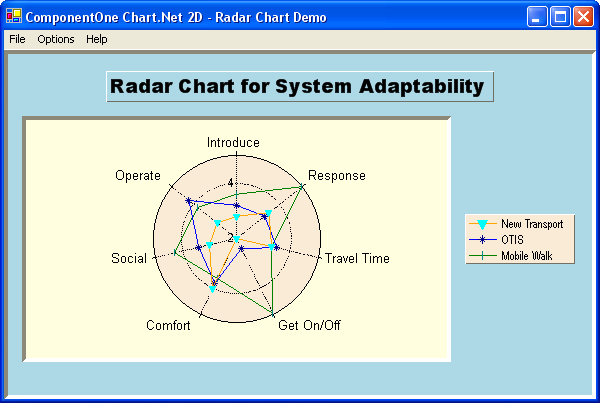 ComponentOne Chart.Net 2D - Radar Chart Demo
File Options Help
Radar Chart for System Adaptability
Introduce
Operate
Response
4
Social
Travel Time
Comfort
Get On/Off
New Transport
OTIS
Mobile Walk